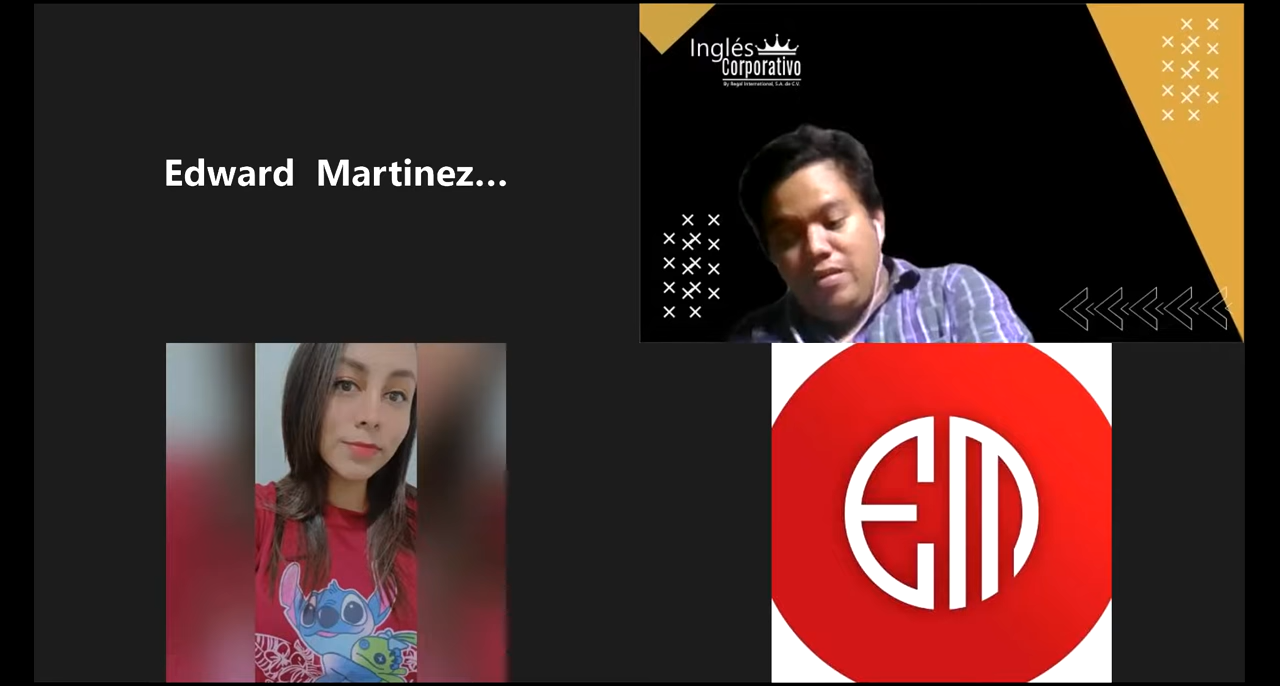 Edward Martinez...
Inglés
Corporativo
By Regal International, S.A. de C.V.
EM